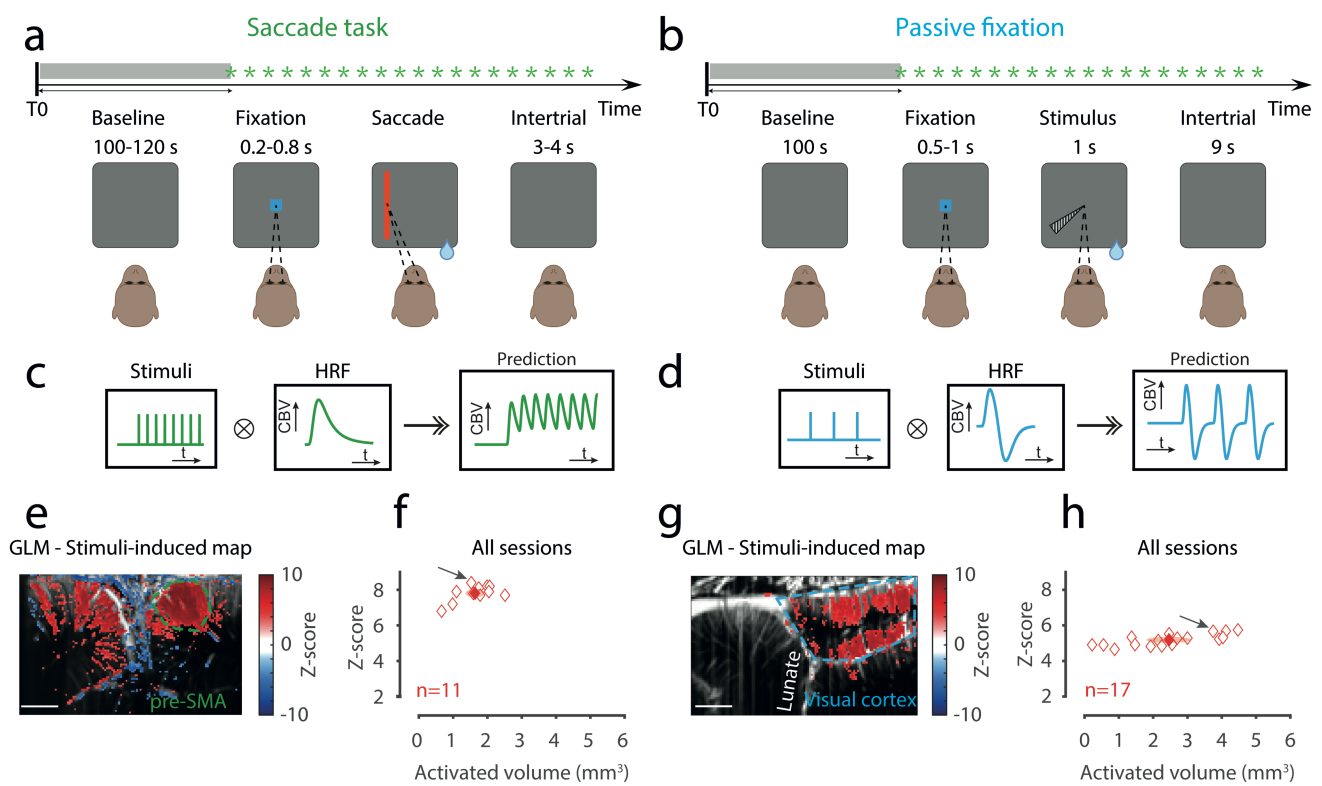 a
Saccade task
* * * * * * * * * * * * * * * * * * * *
T0
Time
Baseline
100-120 s
Fixation
0.2-0.8 s
Saccade
Intertrial
3-4 s
b
Passive fixation
* * * * * * * * * * * * * * * * * * * *
T0
Time
Baseline
100 s
Fixation
0.5-1 s
Stimulus
1 s
Intertrial
9 s
c
Stimuli
t
⊗
HRF
CBV
t
Prediction
CBV
t
d
Stimuli
t
⊗
HRF
CBV
t
Prediction
CBV
t
e
GLM - Stimuli-induced map
pre-SMA
10
0
-10
Z-score
f
All sessions
Z-score
8
6
4
2
n=11
0 1 2 3 4 5 6
Activated volume (mm³)
g
GLM - Stimuli-induced map
Lunate
Visual cortex
10
0
-10
Z-score
h
All sessions
Z-score
8
6
4
2
n=17
0 1 2 3 4 5 6
Activated volume (mm³)